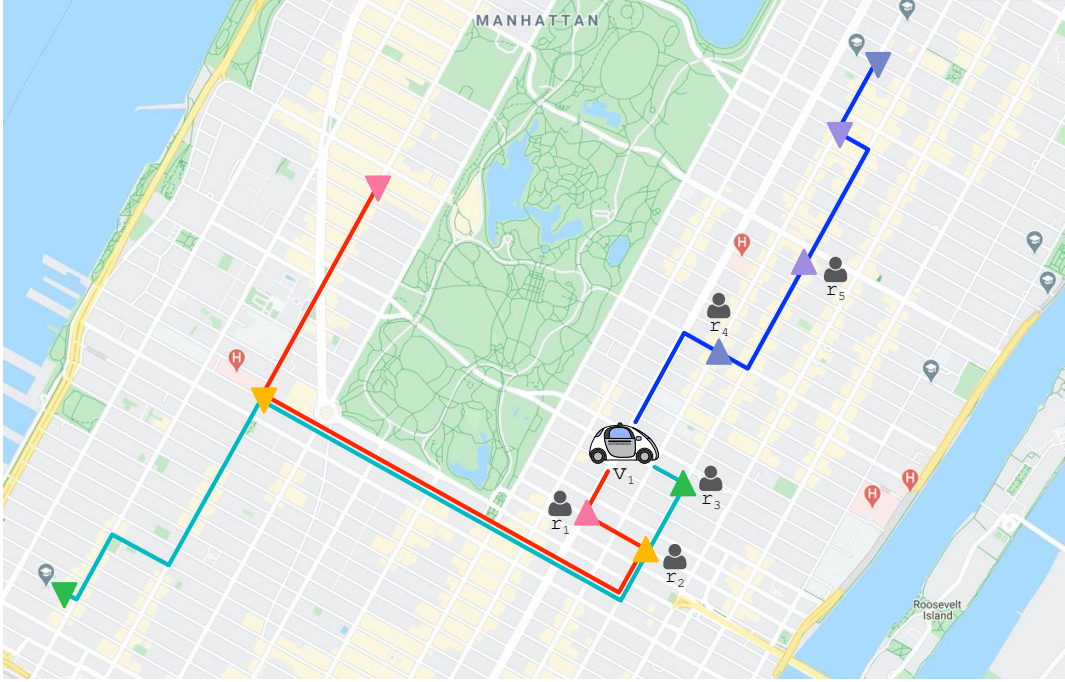 MANHATTAN
H
r5
r4
H
V1
H
H
r3
r1
r2
Roosevelt
Island